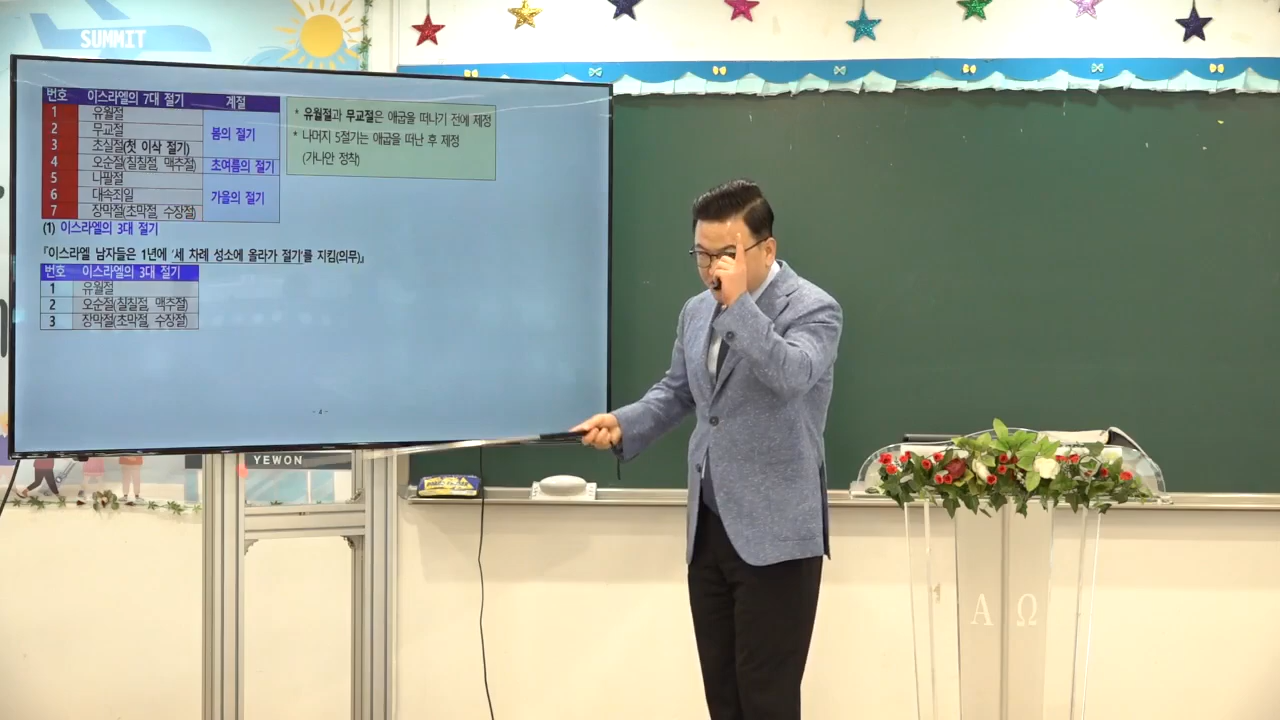 SUMMIT
번호 이스라엘의 7대 절기 계절
1 유월절
2 무교절
봄의 절기
3 초실절(첫 이삭 절기)
4 오순절(칠칠절, 맥추절) 초여름의 절기
5 나팔절
6 대속죄일
가을의 절기
7 장막절(초막절, 수장절)
* 유월절과 무교절은 애굽을 떠나기 전에 제정
* 나머지 5절기는 애굽을 떠난 후 제정
(가나안 정착)
(1) 이스라엘의 3대 절기
『이스라엘 남자들은 1년에 '세 차례 성소에 올라가 절기'를 지킴(의무)』
번호 이스라엘의 3대 절기
1 유월절
2 오순절(칠칠절, 맥추절)
3 장막절(초막절, 수장절)
- 4 -
YEWON
Α Ω